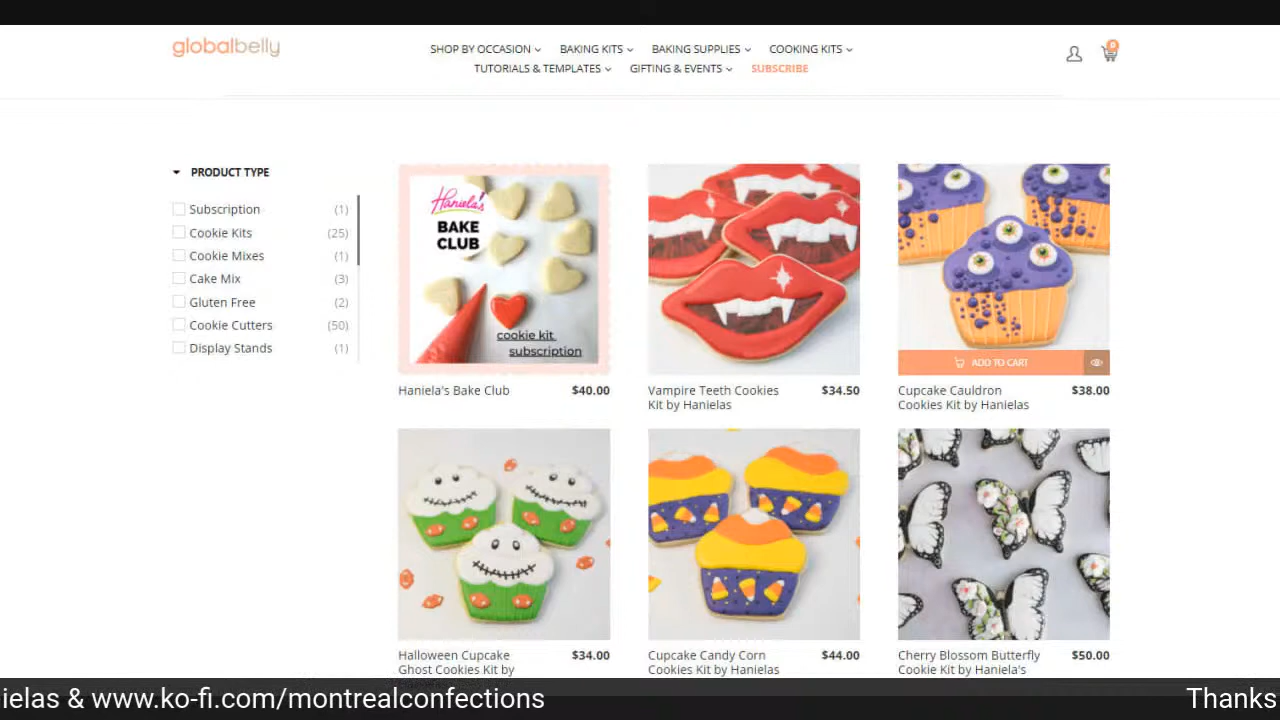 globalbelly
SHOP BY OCCASION BAKING KITS BAKING SUPPLIES COOKING KITS
TUTORIALS & TEMPLATES GIFTING & EVENTS SUBSCRIBE
0
PRODUCT TYPE
Subscription (1)
Cookie Kits (25)
Cookie Mixes (1)
Cake Mix (3)
Gluten Free (2)
Cookie Cutters (50)
Display Stands (1)
Haniela's
BAKE
CLUB
cookie kit
subscription
ADD TO CART
Haniela's Bake Club $40.00
Vampire Teeth Cookies $34.50
Kit by Hanielas
Cupcake Cauldron $38.00
Cookies Kit by Hanielas
Halloween Cupcake $34.00
Ghost Cookies Kit by
Cupcake Candy Corn $44.00
Cookies Kit by Hanielas
Cherry Blossom Butterfly $50.00
Cookie Kit by Haniela's
ielas & www.ko-fi.com/montrealconfections Thanks